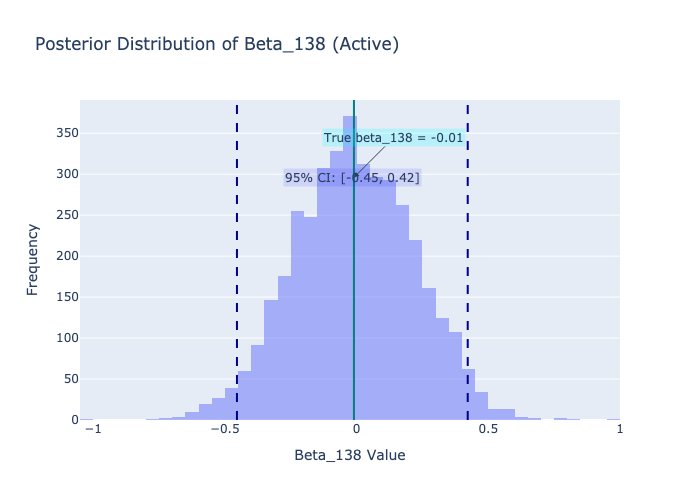 Posterior Distribution of Beta_138 (Active)
350
300
250
200
150
100
50
0
Frequency
True beta_138 = -0.01
95% CI: [-0.45, 0.42]
−1
−0.5
0
0.5
1
Beta_138 Value